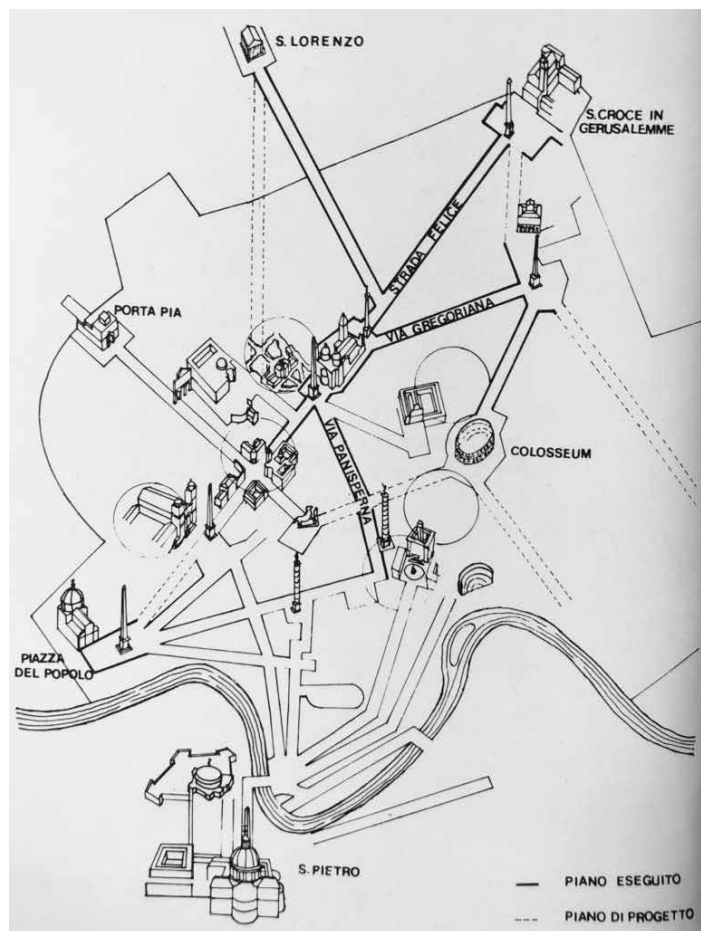 S. LORENZO
S. CROCE IN
GERUSALEMME
STRADA FELICE
PORTA PIA
VIA GREGORIANA
VIA PANISPERNA
COLOSSEUM
PIAZZA
DEL POPOLO
S. PIETRO
PIANO ESEGUITO
PIANO DI PROGETTO